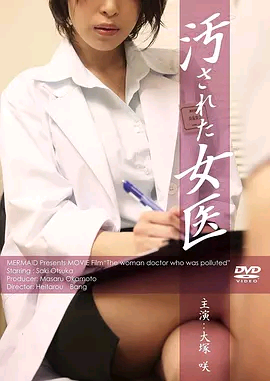 汚された女医
MERMAID Presents MOVIE Film"The woman doctor who was polluted"
Starring : Saki Otsuka
Producer: Masaru Okamoto
Director: Heitarou Bang
DVD
VIDEO
主演…大塚 咲